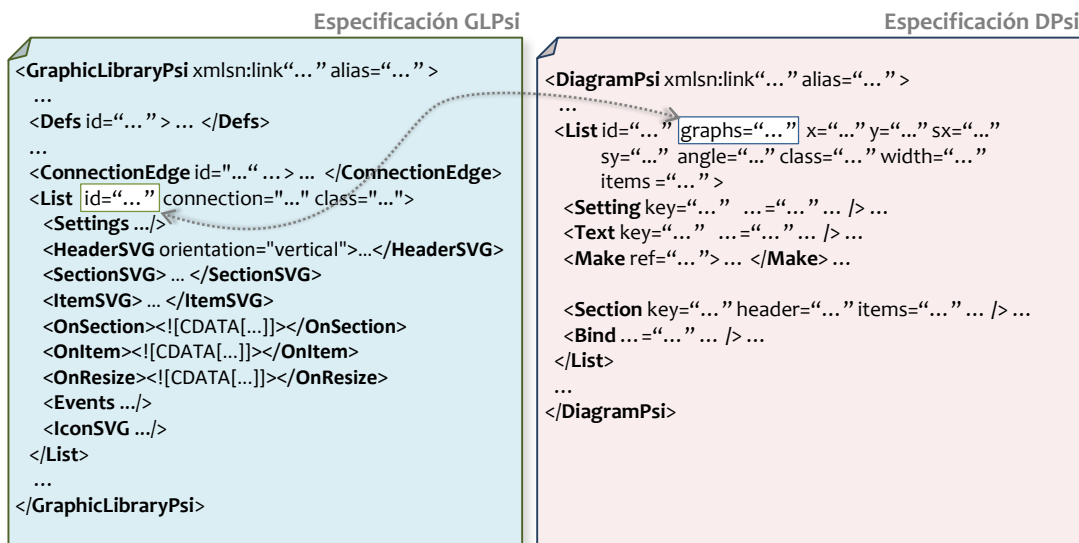 Especificación GLPsi
<GraphicLibraryPsi xmlsn:link“…” alias=“…” >
…
<Defs id=“…” > … </Defs>
…
<ConnectionEdge id="...“ … > ... </ConnectionEdge>
<List id=“…” connection="..." class="...">
<Settings .../>
<HeaderSVG orientation="vertical">...</HeaderSVG>
<SectionSVG> ... </SectionSVG>
<ItemSVG> ... </ItemSVG>
<OnSection><![CDATA[...]]></OnSection>
<OnItem><![CDATA[...]]></OnItem>
<OnResize><![CDATA[...]]></OnResize>
<Events .../>
<IconSVG .../>
</List>
…
</GraphicLibraryPsi>
Especificación DPsi
<DiagramPsi xmlsn:link“…” alias=“…” >
…
<List id=“…” graphs=“…” x=“...” y=“...” sx=“...”
sy=“...” angle=“...” class=“…” width=“…”
items =“…” >
<Setting key=“…” …=“…” … /> …
<Text key=“…” …=“…” … /> …
<Make ref=“…”> … </Make> …
<Section key=“…” header=“…” items=“…” … /> …
<Bind … =“…” … /> …
</List>
…
</DiagramPsi>